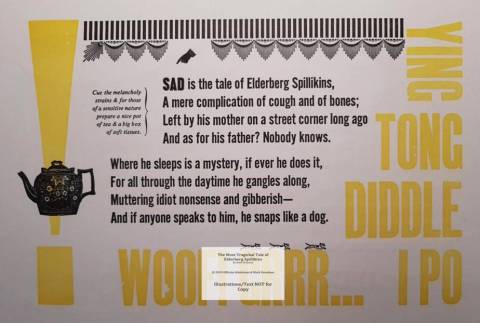 Cue the melancholy
strains & for those
of a sensitive nature
prepare a nice pot
of tea & a big box
of soft tissues.
SAD is the tale of Elderberg Spillikins,
A mere complication of cough and of bones;
Left by his mother on a street corner long ago
And as for his father? Nobody knows.
Where he sleeps is a mystery, if ever he does it,
For all through the daytime he gangles along,
Muttering idiot nonsense and gibberish—
And if anyone speaks to him, he snaps like a dog.
YING
TONG
DIDDLE
I PO
WOOF GRRR...
The Most Tragickal Tale of
Elderberg Spillikins
Illustrations/Text NOT for
Copy